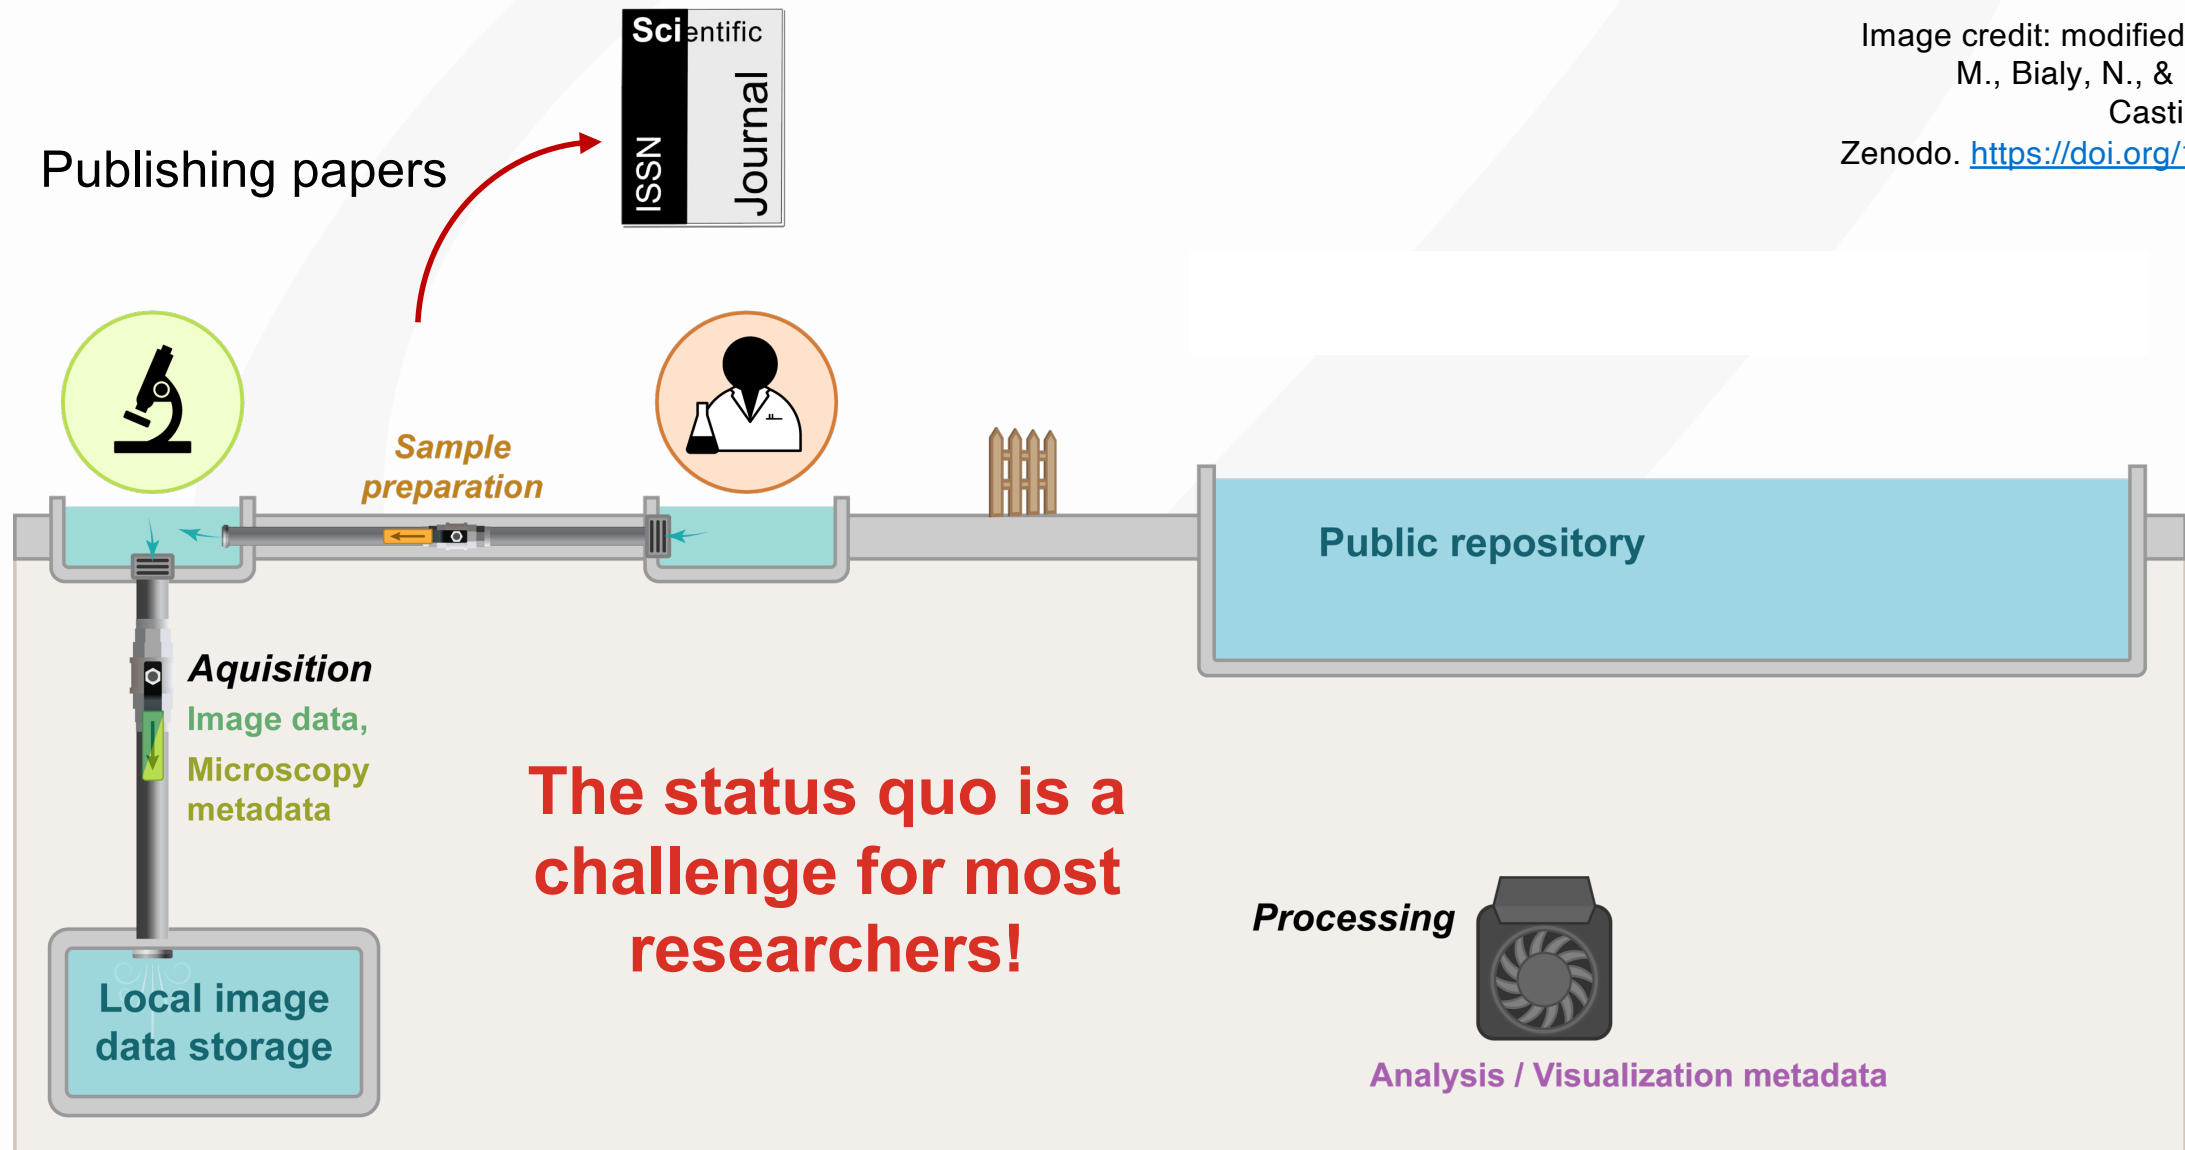 Scientific
Journal
ISSN
Image credit: modified
M., Bialy, N., &
Casti
Zenodo. https://doi.org/
Publishing papers
Sample
preparation
Public repository
Aquisition
Image data,
Microscopy
metadata
The status quo is a
challenge for most
researchers!
Processing
Local image
data storage
Analysis / Visualization metadata